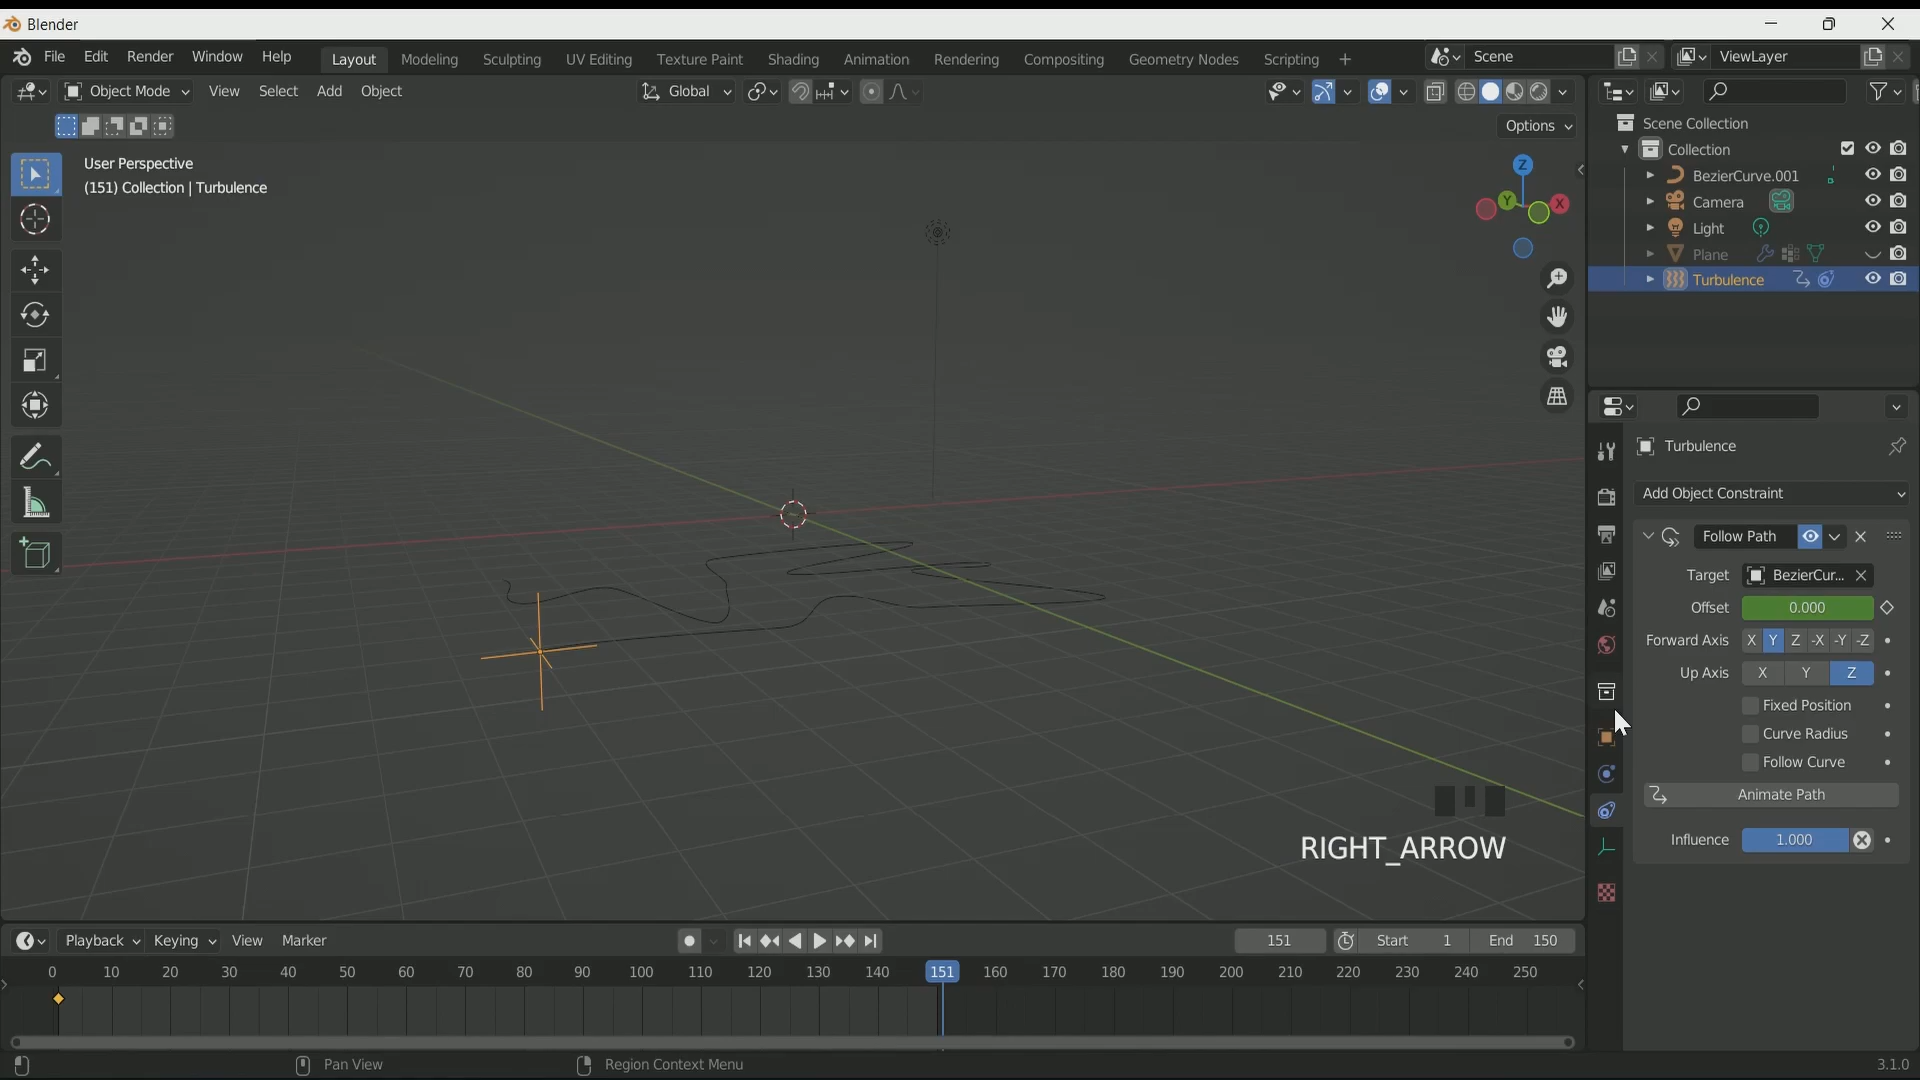 Blender
File Edit Render Window Help Layout Modeling Sculpting UV Editing Texture Paint Shading Animation Rendering Compositing Geometry Nodes Scripting + Scene ViewLayer
Object Mode View Select Add Object Global
Options
User Perspective
(151) Collection | Turbulence
Z
Y
X
Scene Collection
Collection
BezierCurve.001
Camera
Light
Plane
Turbulence
Turbulence
Add Object Constraint
Follow Path
Target BezierCur...
Offset 0.000
Forward Axis X Y Z -X -Y -Z
Up Axis X Y Z
Fixed Position
Curve Radius
Follow Curve
Animate Path
Influence 1.000
RIGHT_ARROW
Playback Keying View Marker 151 Start 1 End 150
0 10 20 30 40 50 60 70 80 90 100 110 120 130 140 151 160 170 180 190 200 210 220 230 240 250
Pan View Region Context Menu 3.1.0